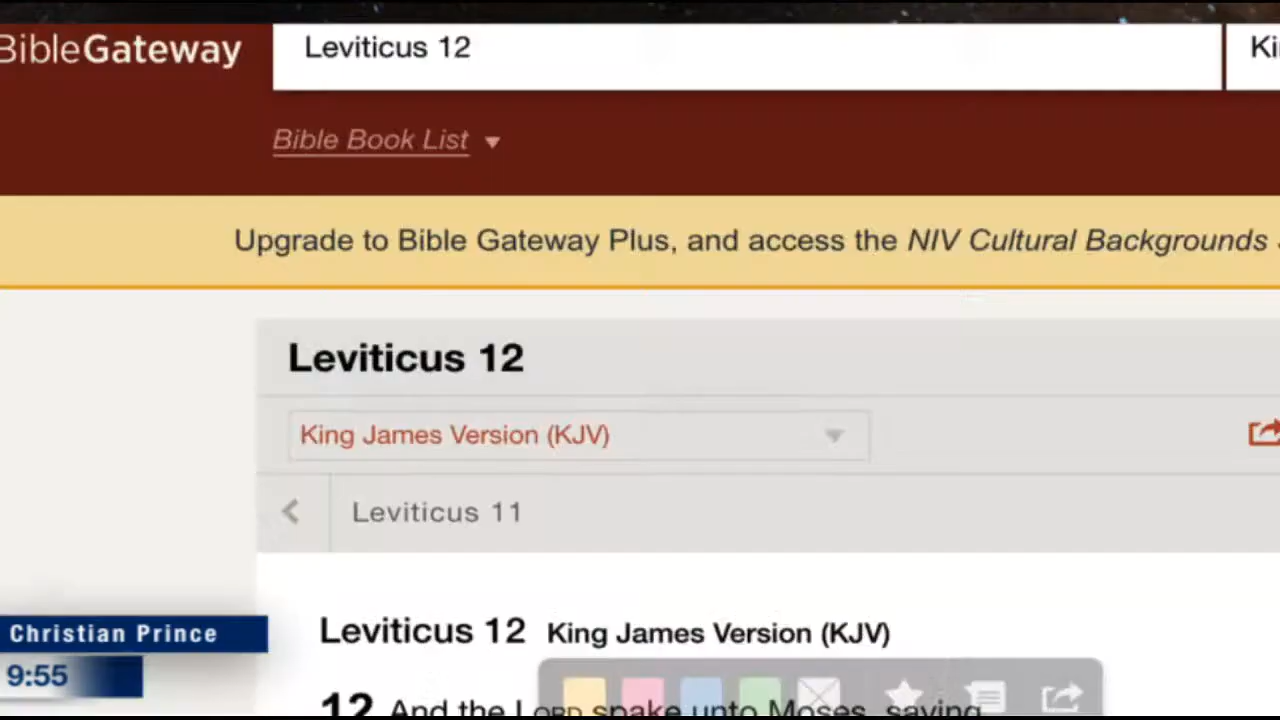 BibleGateway
Leviticus 12
Ki
Bible Book List
Upgrade to Bible Gateway Plus, and access the NIV Cultural Backgrounds
Leviticus 12
King James Version (KJV)
Leviticus 11
Christian Prince
9:55
Leviticus 12 King James Version (KJV)
12 And the LORD spake unto Moses, saying,